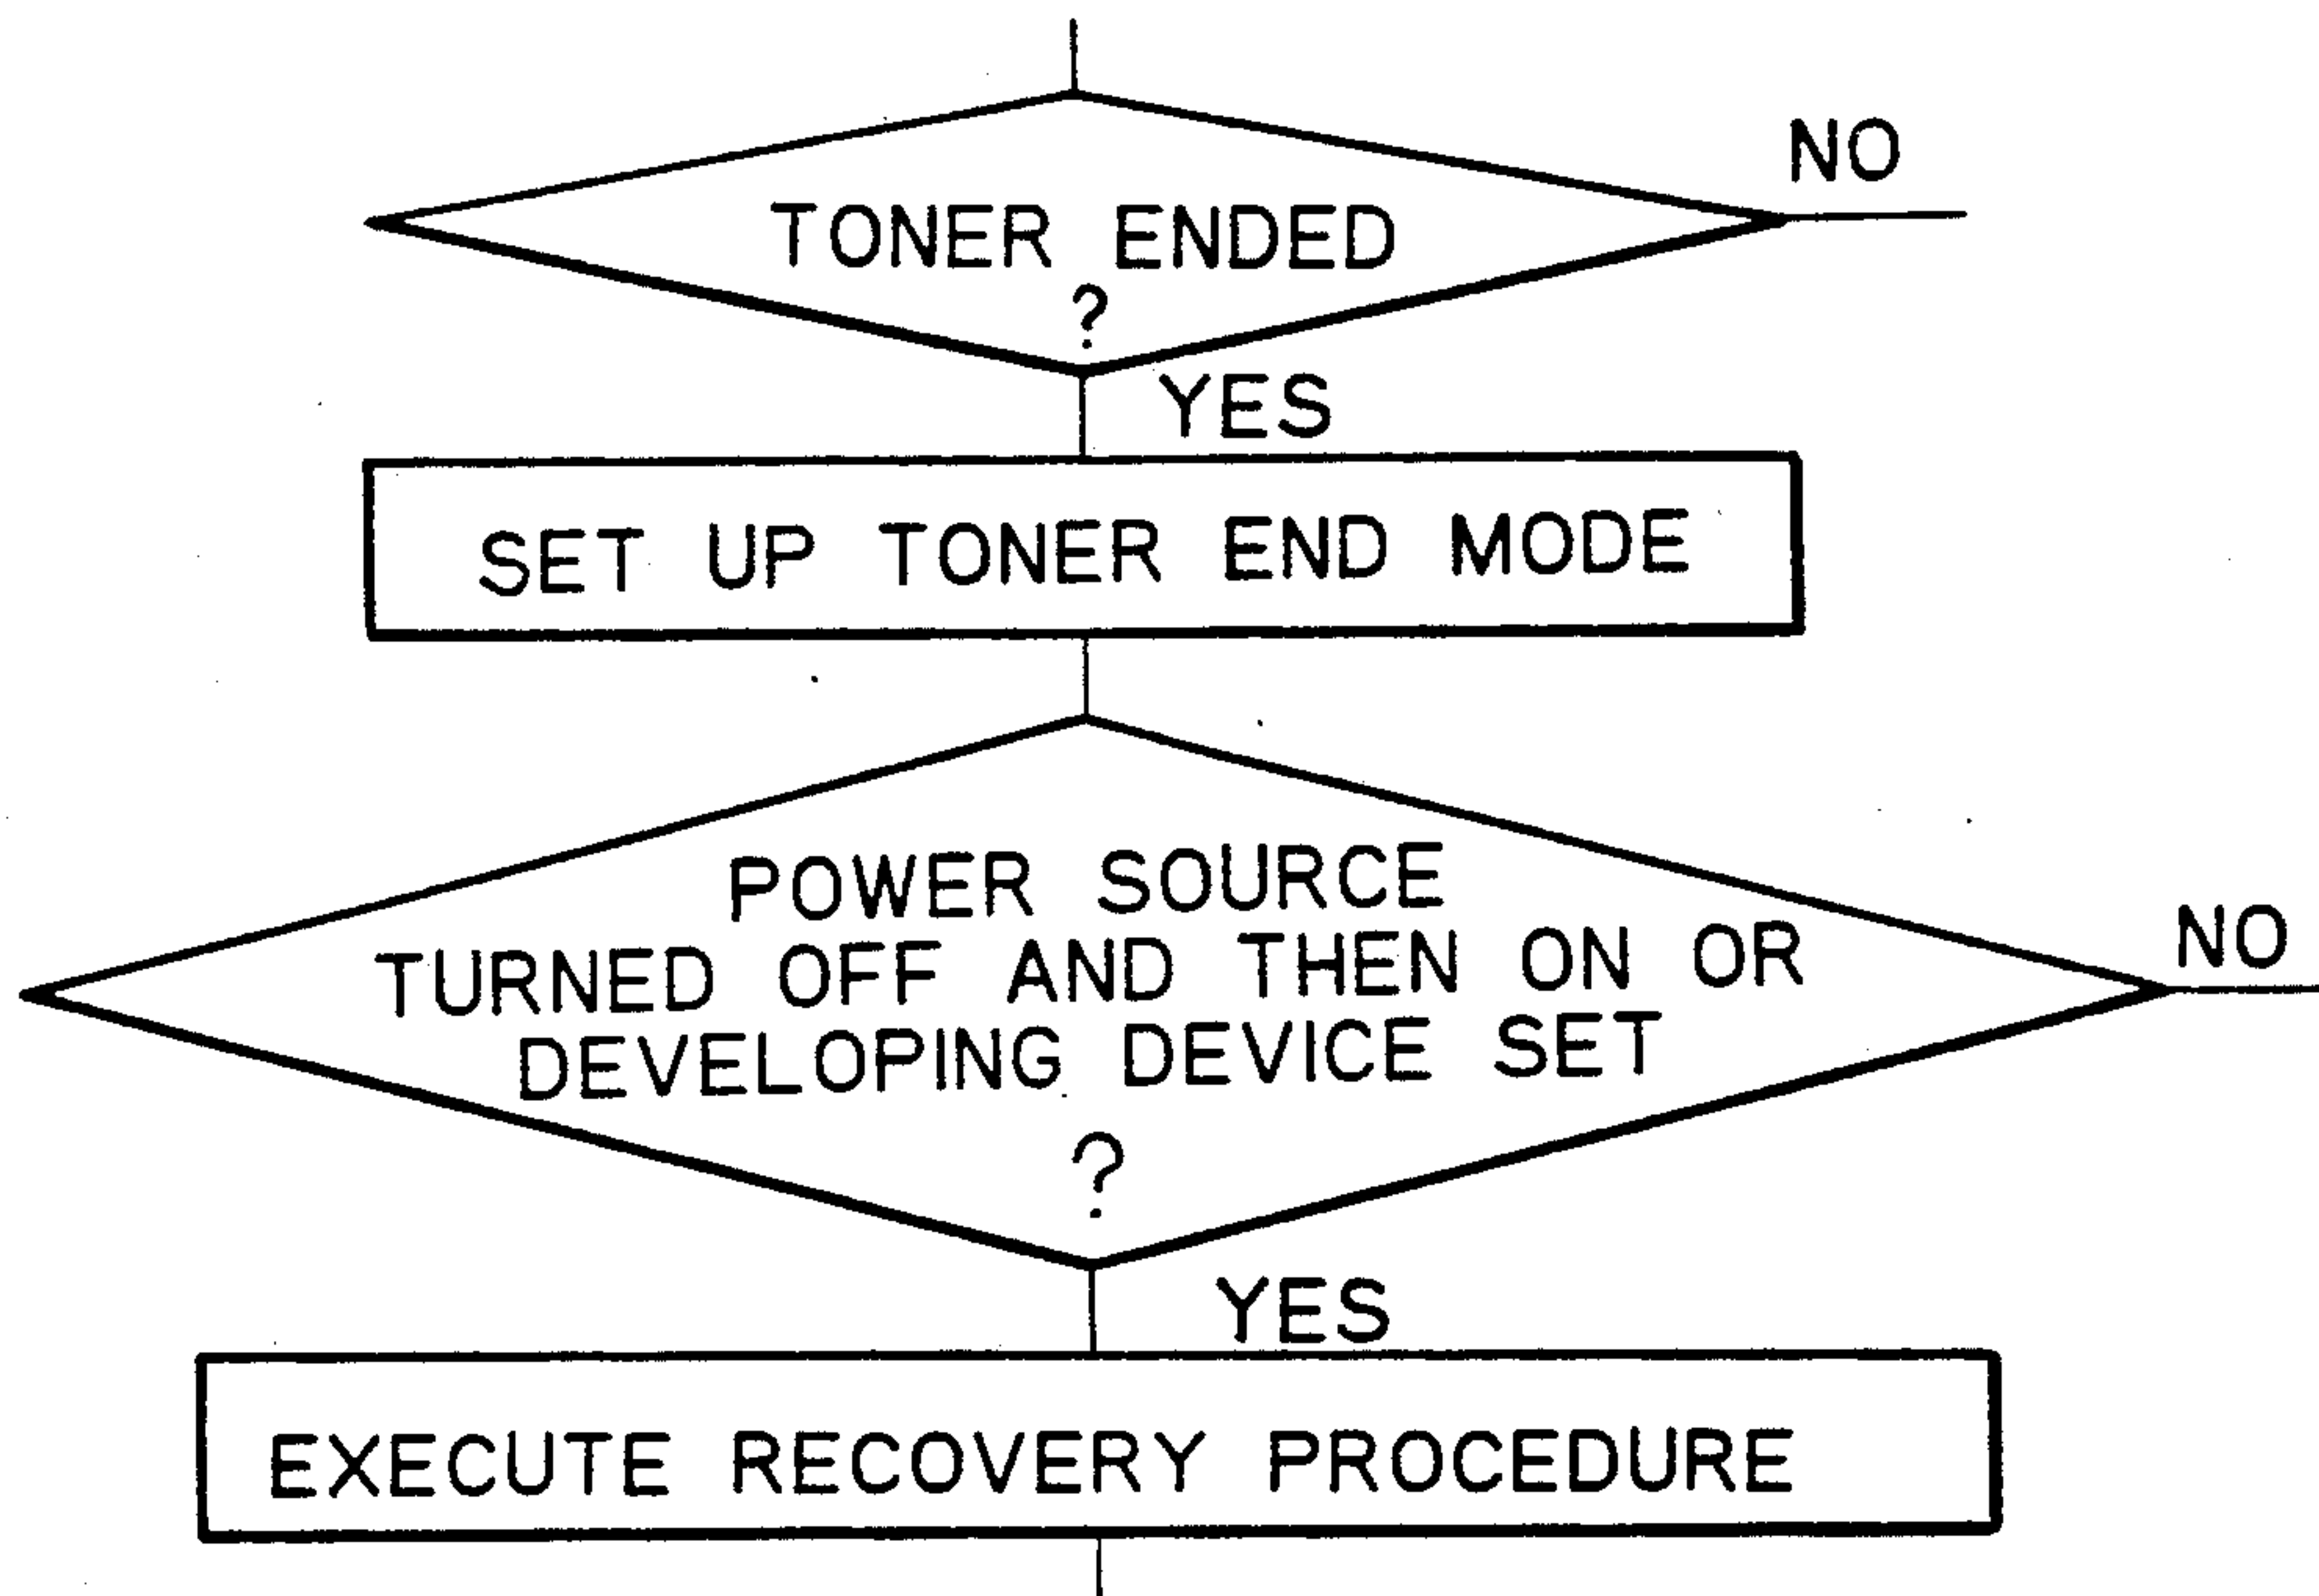 NO
TONER ENDED
?
YES
SET UP TONER END MODE
POWER SOURCE
TURNED OFF AND THEN ON OR
DEVELOPING DEVICE SET
?
NO
YES
EXECUTE RECOVERY PROCEDURE